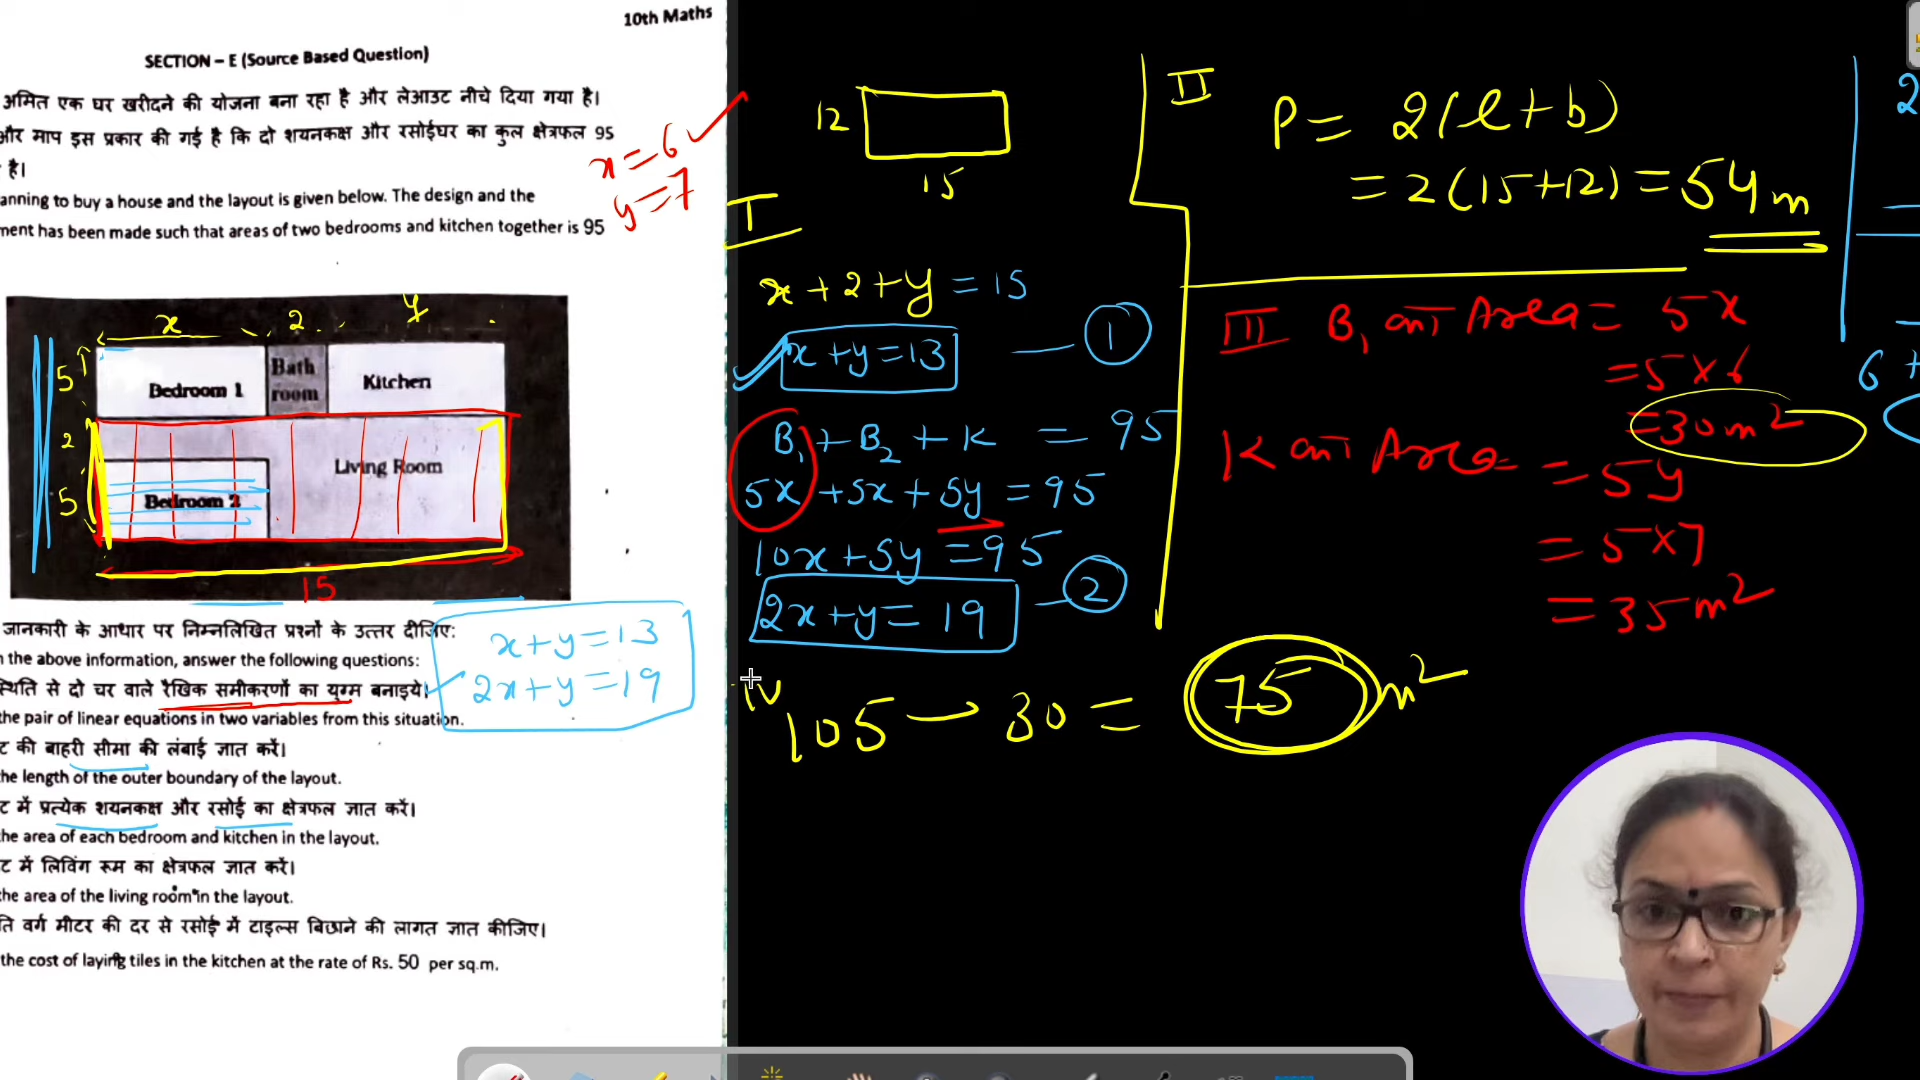 10th Maths
SECTION – E (Source Based Question)
अमित एक घर खरीदने की योजना बना रहा है और लेआउट नीचे दिया गया है।
और माप इस प्रकार की गई है कि दो शयनकक्ष और रसोईघर का कुल क्षेत्रफल 95
है।
anning to buy a house and the layout is given below. The design and the
ment has been made such that areas of two bedrooms and kitchen together is 95
x=6
y=7
x 2 y
5 Bedroom 1 Bath room Kitchen
2 Living Room
5 Bedroom 2
15
जानकारी के आधार पर निम्नलिखित प्रश्नों के उत्तर दीजिए:
the above information, answer the following questions:
स्थिति से दो चर वाले रैखिक समीकरणों का युग्म बनाइये।
the pair of linear equations in two variables from this situation.
x+y=13
2x+y=19
ट की बाहरी सीमा की लंबाई ज्ञात करें।
he length of the outer boundary of the layout.
ट में प्रत्येक शयनकक्ष और रसोई का क्षेत्रफल ज्ञात करें।
he area of each bedroom and kitchen in the layout.
ट में लिविंग रूम का क्षेत्रफल ज्ञात करें।
he area of the living room in the layout.
ति वर्ग मीटर की दर से रसोई में टाइल्स बिछाने की लागत ज्ञात कीजिए।
the cost of laying tiles in the kitchen at the rate of Rs. 50 per sq.m.
12
15
I
x+2+y=15
x+y=13 — 1
B₁+B₂+K = 95
5x+5x+5y=95
10x+5y=95
2x+y=19 — 2
II
P= 2(l+b)
=2(15+12)=54m
III B₁ का Area= 5x
=5×6
=30m²
K का Area= =5y
=5×7
=35m²
IV
105-30= 75 m²
2
6+